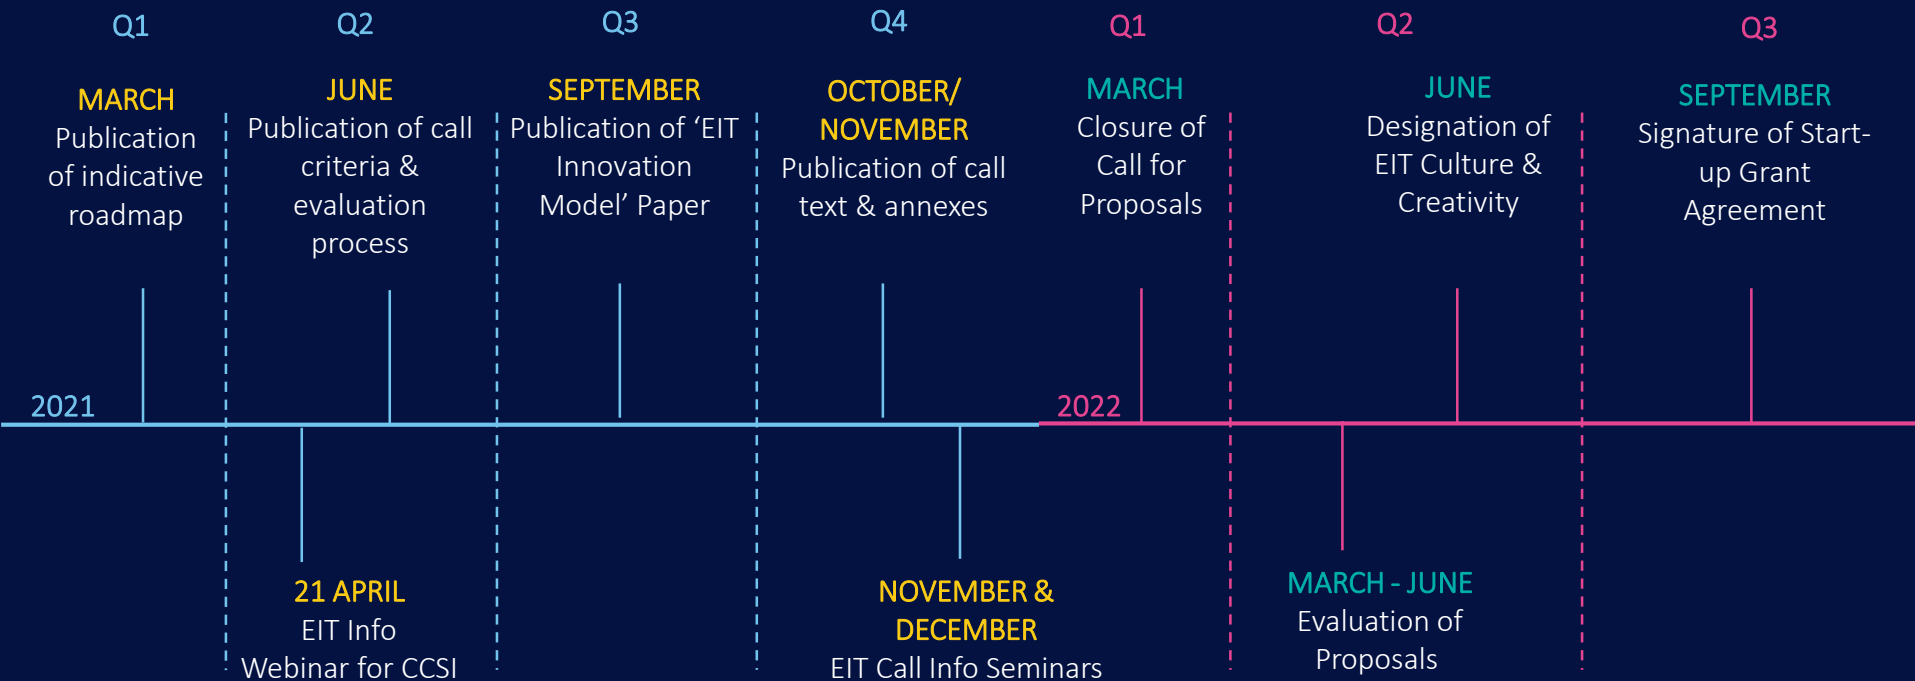 Q1
Q2
Q3
Q4
Q1
Q2
Q3
MARCH
Publication
of indicative
roadmap
JUNE
Publication of call
criteria &
evaluation
process
SEPTEMBER
Publication of ‘EIT
Innovation
Model’ Paper
OCTOBER/
NOVEMBER
Publication of call
text & annexes
MARCH
Closure of
Call for
Proposals
JUNE
Designation of
EIT Culture &
Creativity
SEPTEMBER
Signature of Start-
up Grant
Agreement
2021
2022
21 APRIL
EIT Info
Webinar for CCSI
NOVEMBER &
DECEMBER
EIT Call Info Seminars
MARCH - JUNE
Evaluation of
Proposals